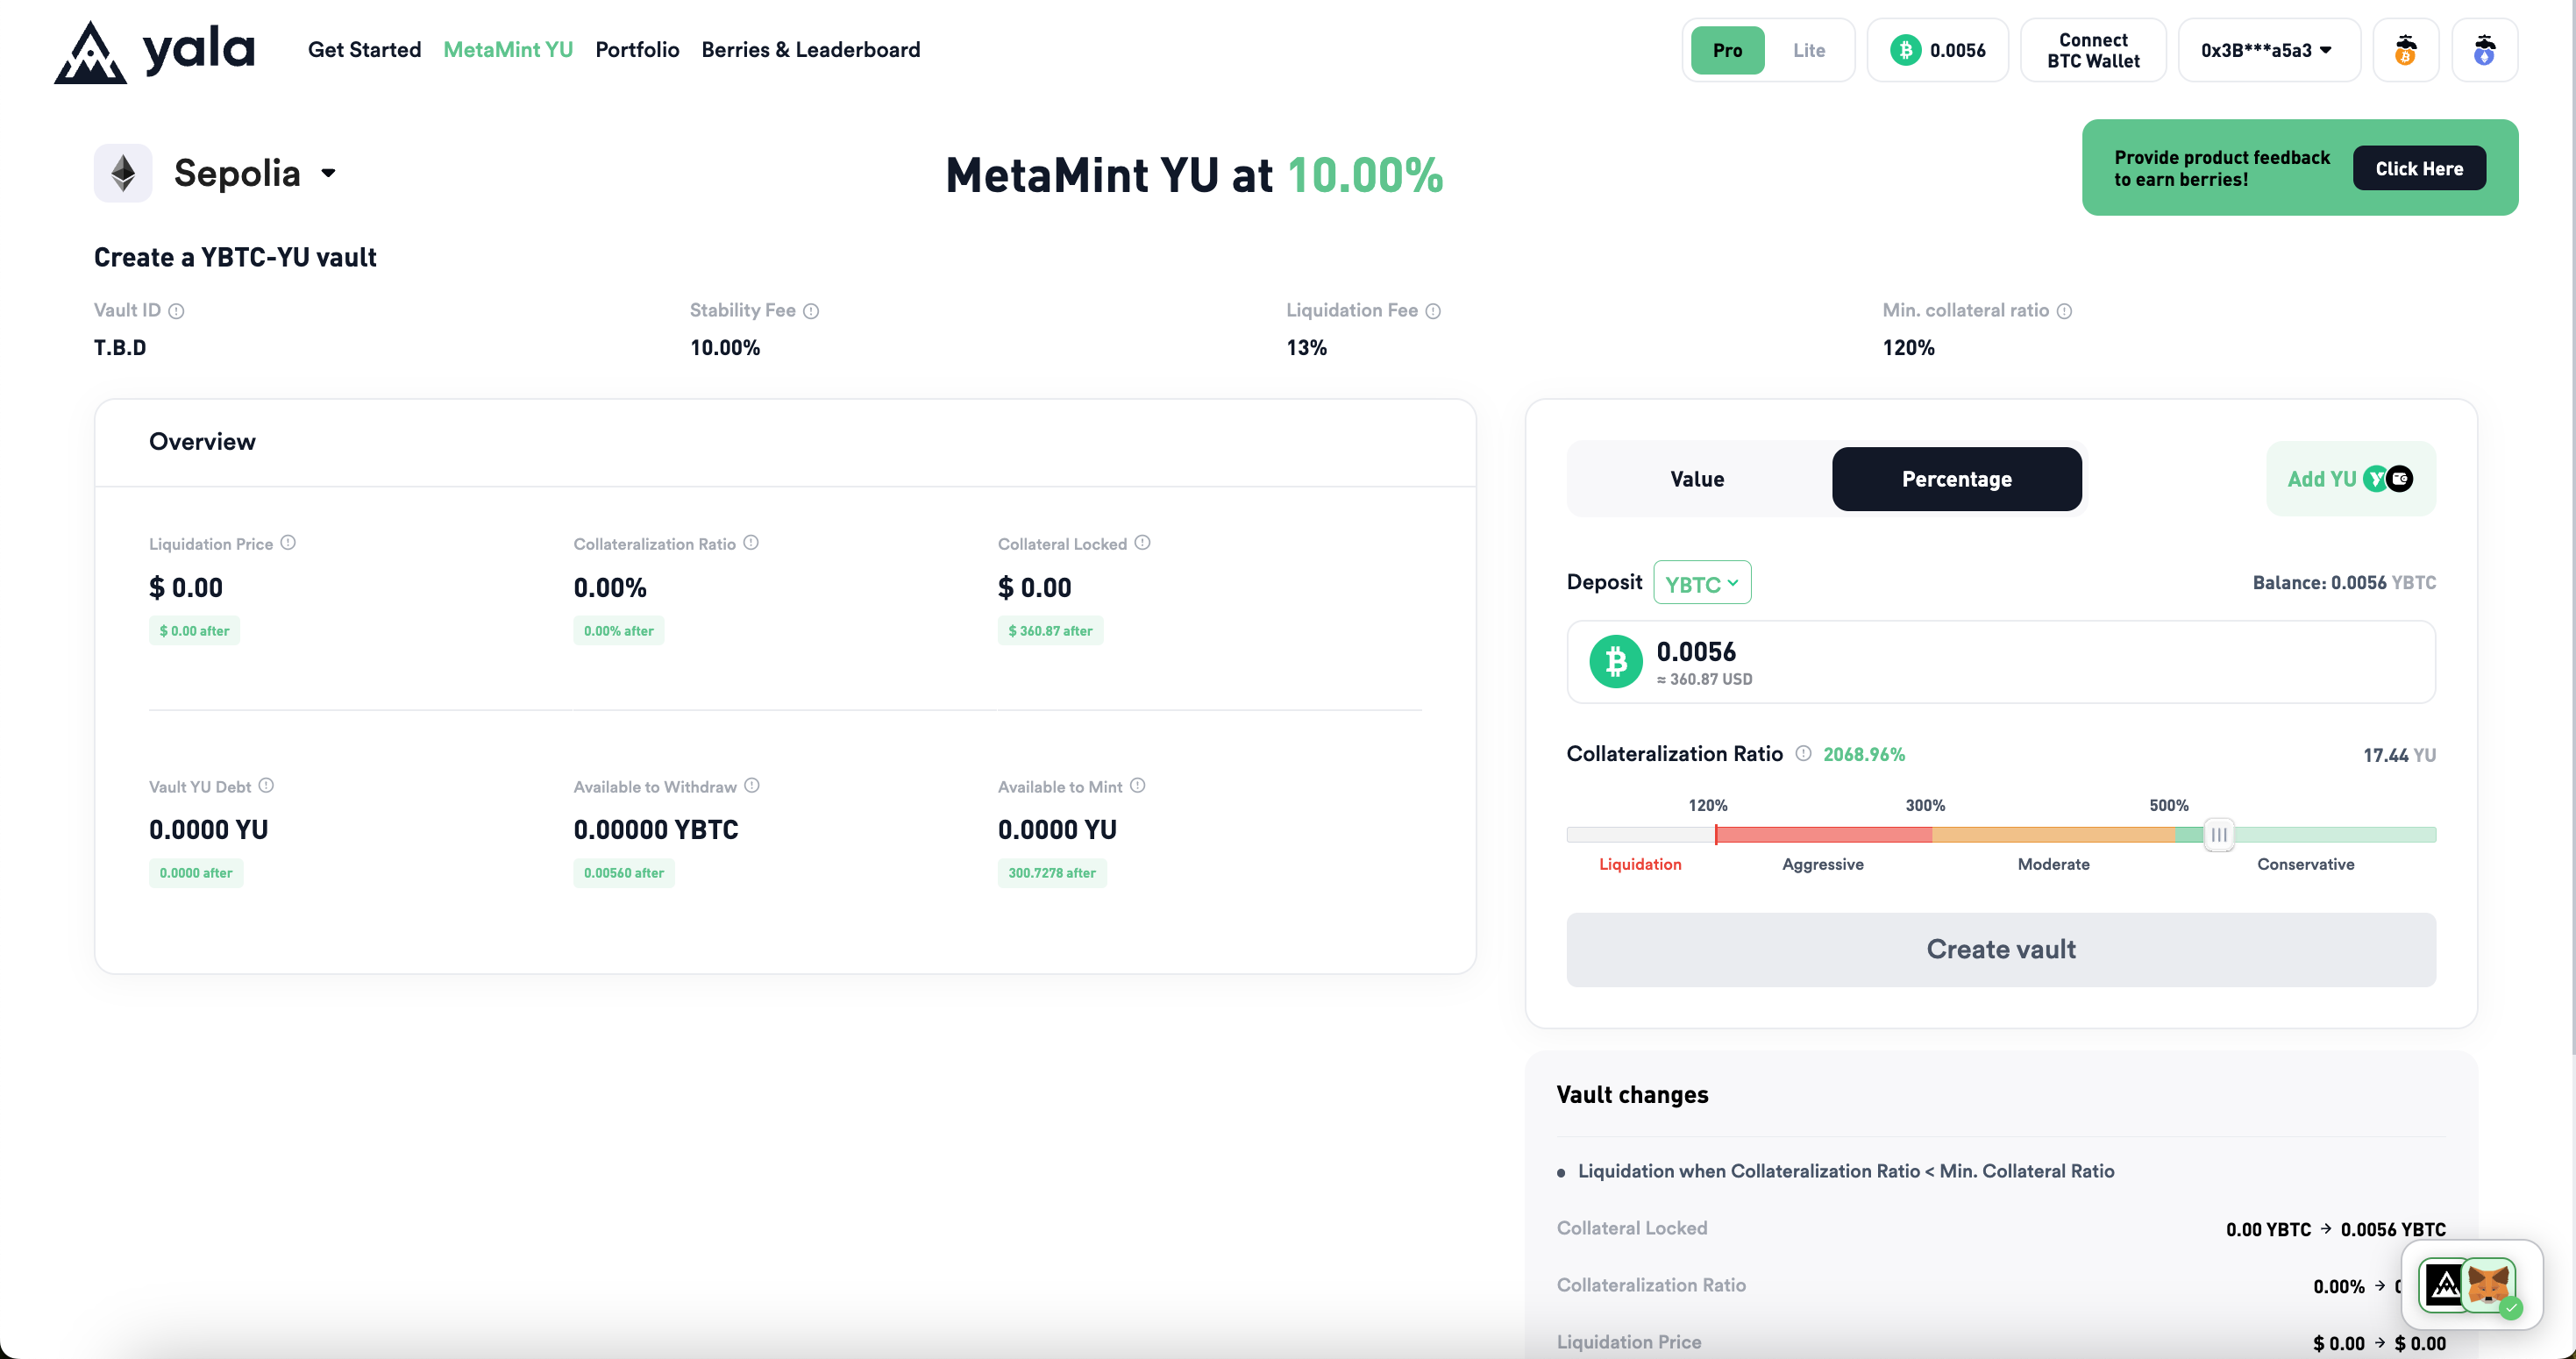 yala
Get Started
MetaMint YU
Portfolio
Berries & Leaderboard
Pro
Lite
0.0056
Connect
BTC Wallet
0x3B***a5a3
Sepolia
MetaMint YU at 10.00%
Provide product feedback
to earn berries!
Click Here
Create a YBTC-YU vault
Vault ID
T.B.D
Stability Fee
10.00%
Liquidation Fee
13%
Min. collateral ratio
120%
Overview
Liquidation Price
$ 0.00
$ 0.00 after
Collateralization Ratio
0.00%
0.00% after
Collateral Locked
$ 0.00
$ 360.87 after
Vault YU Debt
0.0000 YU
0.0000 after
Available to Withdraw
0.00000 YBTC
0.00560 after
Available to Mint
0.0000 YU
300.7278 after
Value
Percentage
Add YU
Deposit
YBTC
Balance: 0.0056 YBTC
0.0056
≈ 360.87 USD
Collateralization Ratio
2068.96%
17.44 YU
120%
300%
500%
Liquidation
Aggressive
Moderate
Conservative
Create vault
Vault changes
• Liquidation when Collateralization Ratio < Min. Collateral Ratio
Collateral Locked
0.00 YBTC → 0.0056 YBTC
Collateralization Ratio
0.00% →
Liquidation Price
$ 0.00 → $ 0.00